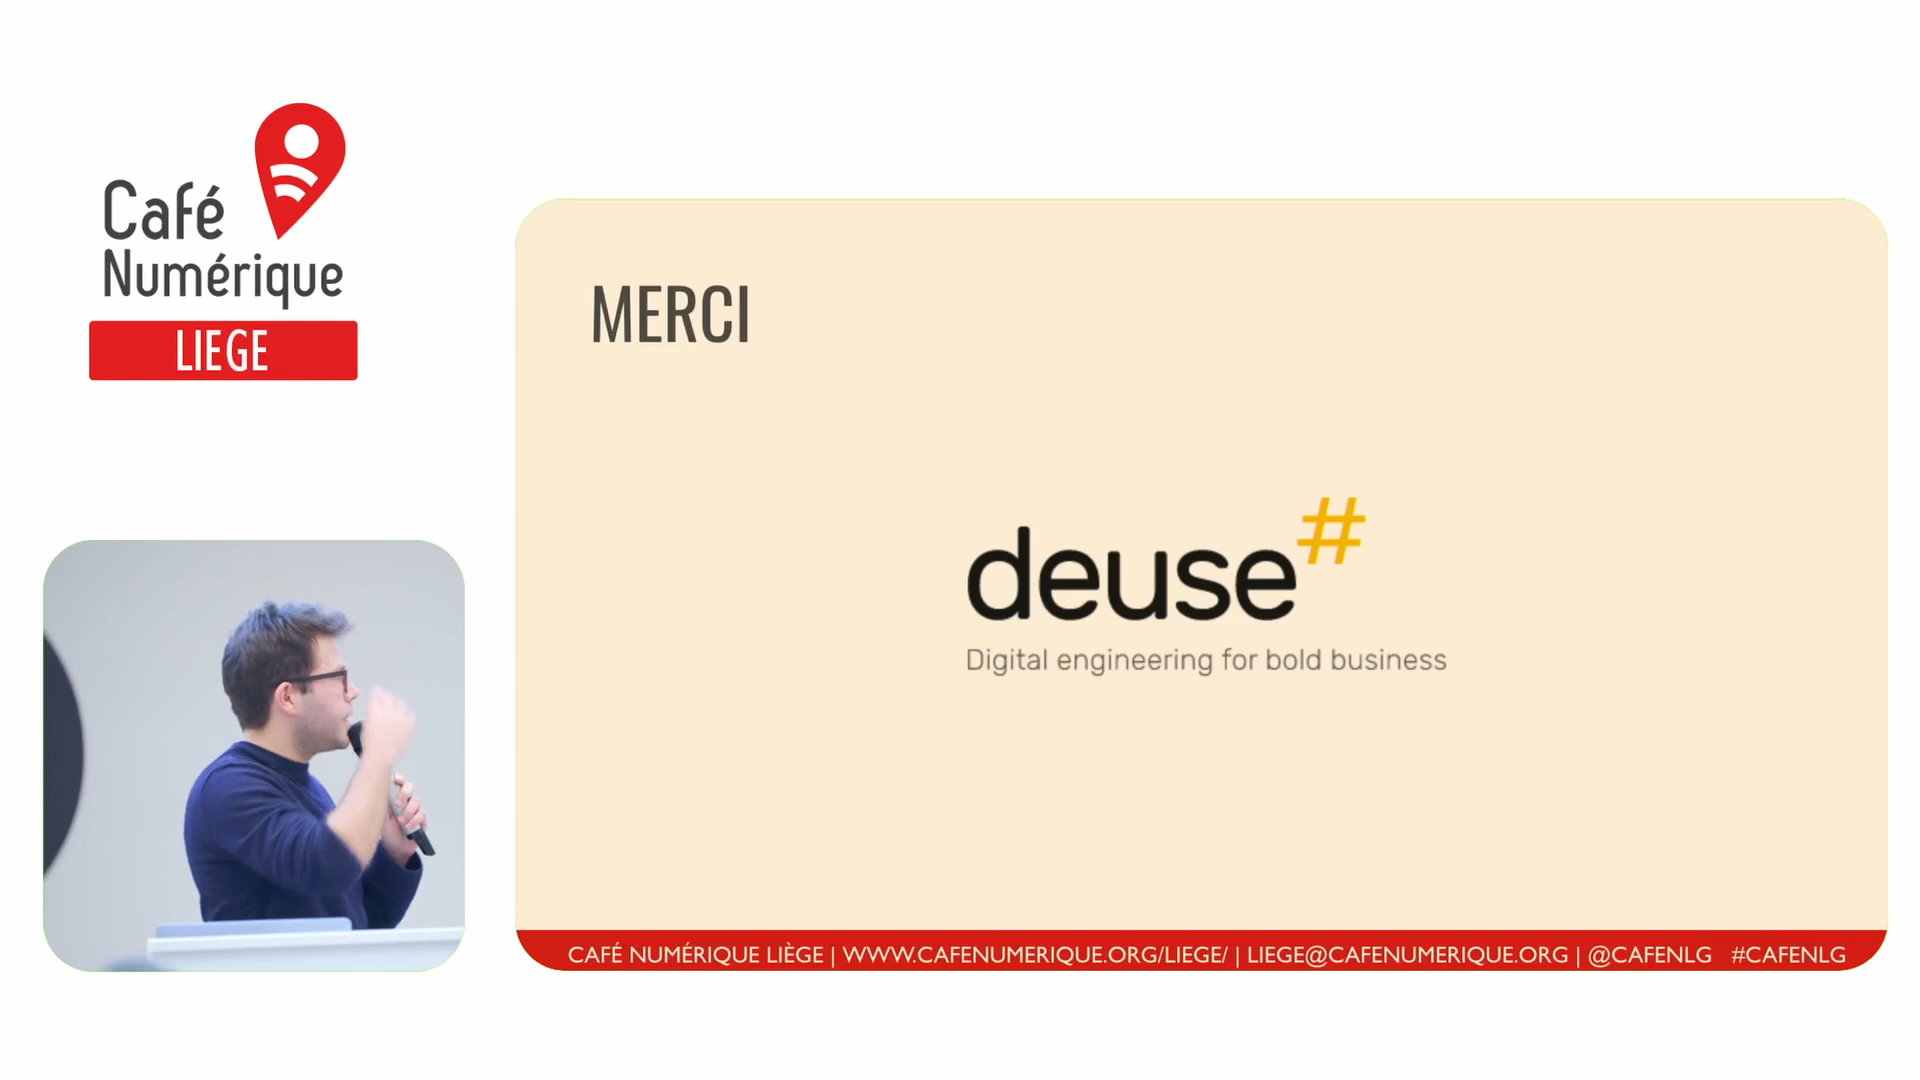 Café
Numérique
LIEGE
MERCI
deuse#
Digital engineering for bold business
CAFÉ NUMÉRIQUE LIÈGE | WWW.CAFENUMERIQUE.ORG/LIEGE/ | LIEGE@CAFENUMERIQUE.ORG | @CAFENLG #CAFENLG